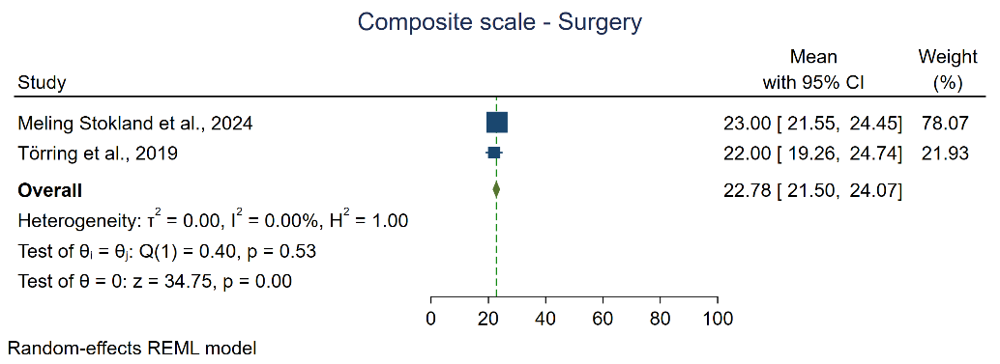 Composite scale - Surgery
Mean Weight
Study with 95% CI (%)
Meling Stokland et al., 2024 23.00 [ 21.55, 24.45] 78.07
Törring et al., 2019 22.00 [ 19.26, 24.74] 21.93
Overall 22.78 [ 21.50, 24.07]
Heterogeneity: τ² = 0.00, I² = 0.00%, H² = 1.00
Test of θᵢ = θⱼ: Q(1) = 0.40, p = 0.53
Test of θ = 0: z = 34.75, p = 0.00
0 20 40 60 80 100
Random-effects REML model